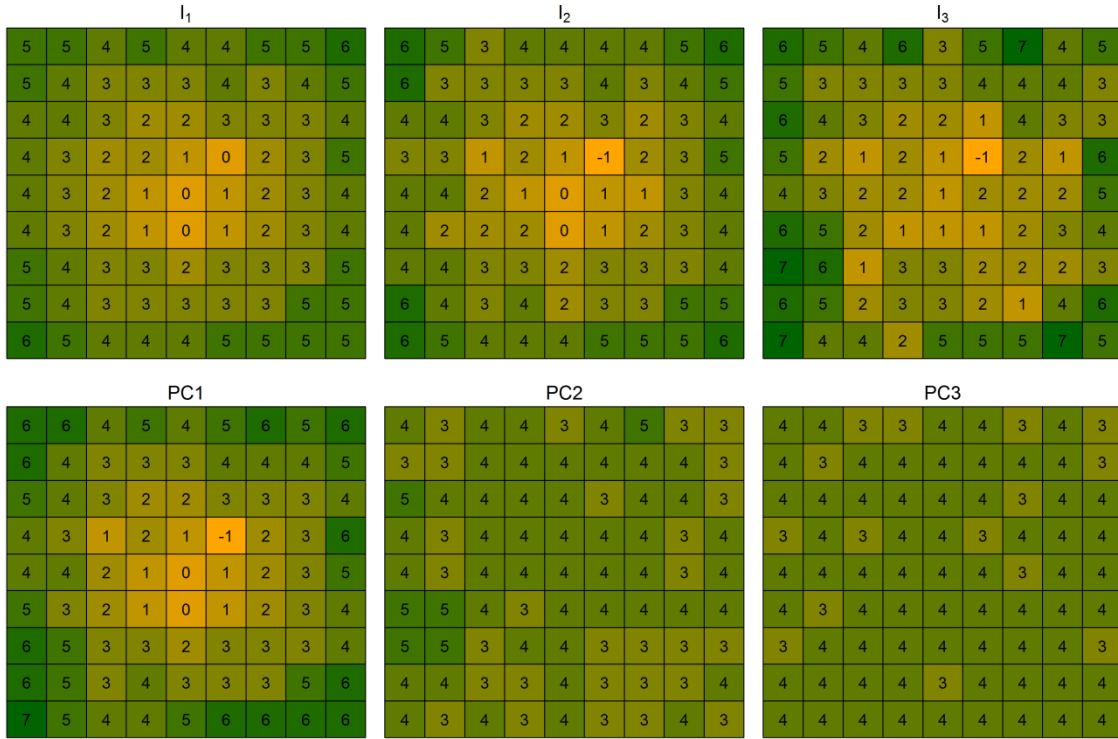 I₁ I₂ I₃
5 5 4 5 4 4 5 5 6 6 5 3 4 4 4 4 5 6 6 5 4 6 3 5 7 4 5
5 4 3 3 3 4 3 4 5 6 3 3 3 3 4 3 4 5 5 3 3 3 3 4 4 4 3
4 4 3 2 2 3 3 3 4 4 4 3 2 2 3 2 3 4 6 4 3 2 2 1 4 3 3
4 3 2 2 1 0 2 3 5 3 3 1 2 1 -1 2 3 5 5 2 1 2 1 -1 2 1 6
4 3 2 1 0 1 2 3 4 4 4 2 1 0 1 1 3 4 4 3 2 2 1 2 2 2 5
4 3 2 1 0 1 2 3 4 4 2 2 2 0 1 2 3 4 6 5 2 1 1 1 2 3 4
5 4 3 3 2 3 3 3 5 4 4 3 3 2 3 3 3 4 7 6 1 3 3 2 2 2 3
5 4 3 3 3 3 3 5 5 6 4 3 4 2 3 3 5 5 6 5 2 3 3 2 1 4 6
6 5 4 4 4 5 5 5 5 6 5 4 4 4 5 5 5 6 7 4 4 2 5 5 5 7 5
PC1 PC2 PC3
6 6 4 5 4 5 6 5 6 4 3 4 4 3 4 5 3 3 4 4 3 3 4 4 3 4 3
6 4 3 3 3 4 4 4 5 3 3 4 4 4 4 4 4 3 4 3 4 4 4 4 4 4 3
5 4 3 2 2 3 3 3 4 5 4 4 4 4 3 4 4 3 4 4 4 4 4 4 3 4 4
4 3 1 2 1 -1 2 3 6 4 3 4 4 4 4 4 3 4 3 4 3 4 4 3 4 4 4
4 4 2 1 0 1 2 3 5 4 3 4 4 4 4 4 3 4 4 4 4 4 4 4 3 4 4
5 3 2 1 0 1 2 3 4 5 5 4 3 4 4 4 4 4 4 3 4 4 4 4 4 4 4
6 5 3 3 2 3 3 3 4 5 5 3 4 4 3 3 3 3 3 4 4 4 4 4 4 4 3
6 5 3 4 3 3 3 5 6 4 4 3 3 4 3 3 3 4 4 4 4 4 3 4 4 4 4
7 5 4 4 5 6 6 6 6 4 3 4 3 4 3 3 4 3 4 4 4 4 4 4 4 4 4